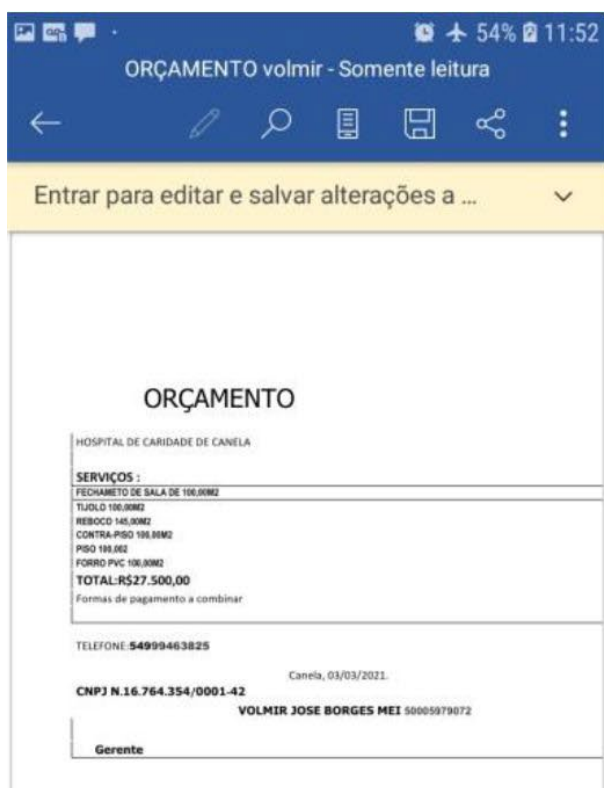 54% 11:52
ORÇAMENTO volmir - Somente leitura
Entrar para editar e salvar alterações a ...
ORÇAMENTO
HOSPITAL DE CARIDADE DE CANELA
SERVIÇOS :
FECHAMETO DE SALA DE 100,00M2
TIJOLO 100,00M2
REBOCO 145,00M2
CONTRA-PISO 100,00M2
PISO 100,002
FORRO PVC 100,00M2
TOTAL:R$27.500,00
Formas de pagamento a combinar
TELEFONE:54999463825
Canela, 03/03/2021.
CNPJ N.16.764.354/0001-42
VOLMIR JOSE BORGES MEI 50005979072
Gerente